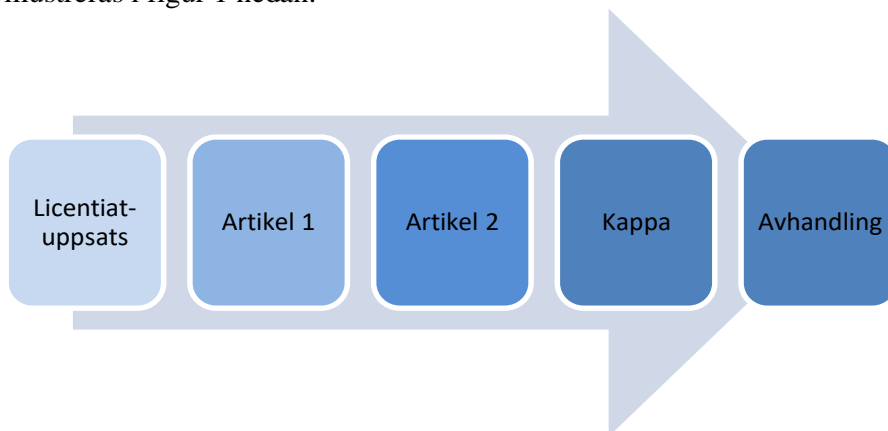 illustreras i figur 1 nedan.
Licentiat-
uppsats
Artikel 1
Artikel 2
Kappa
Avhandling